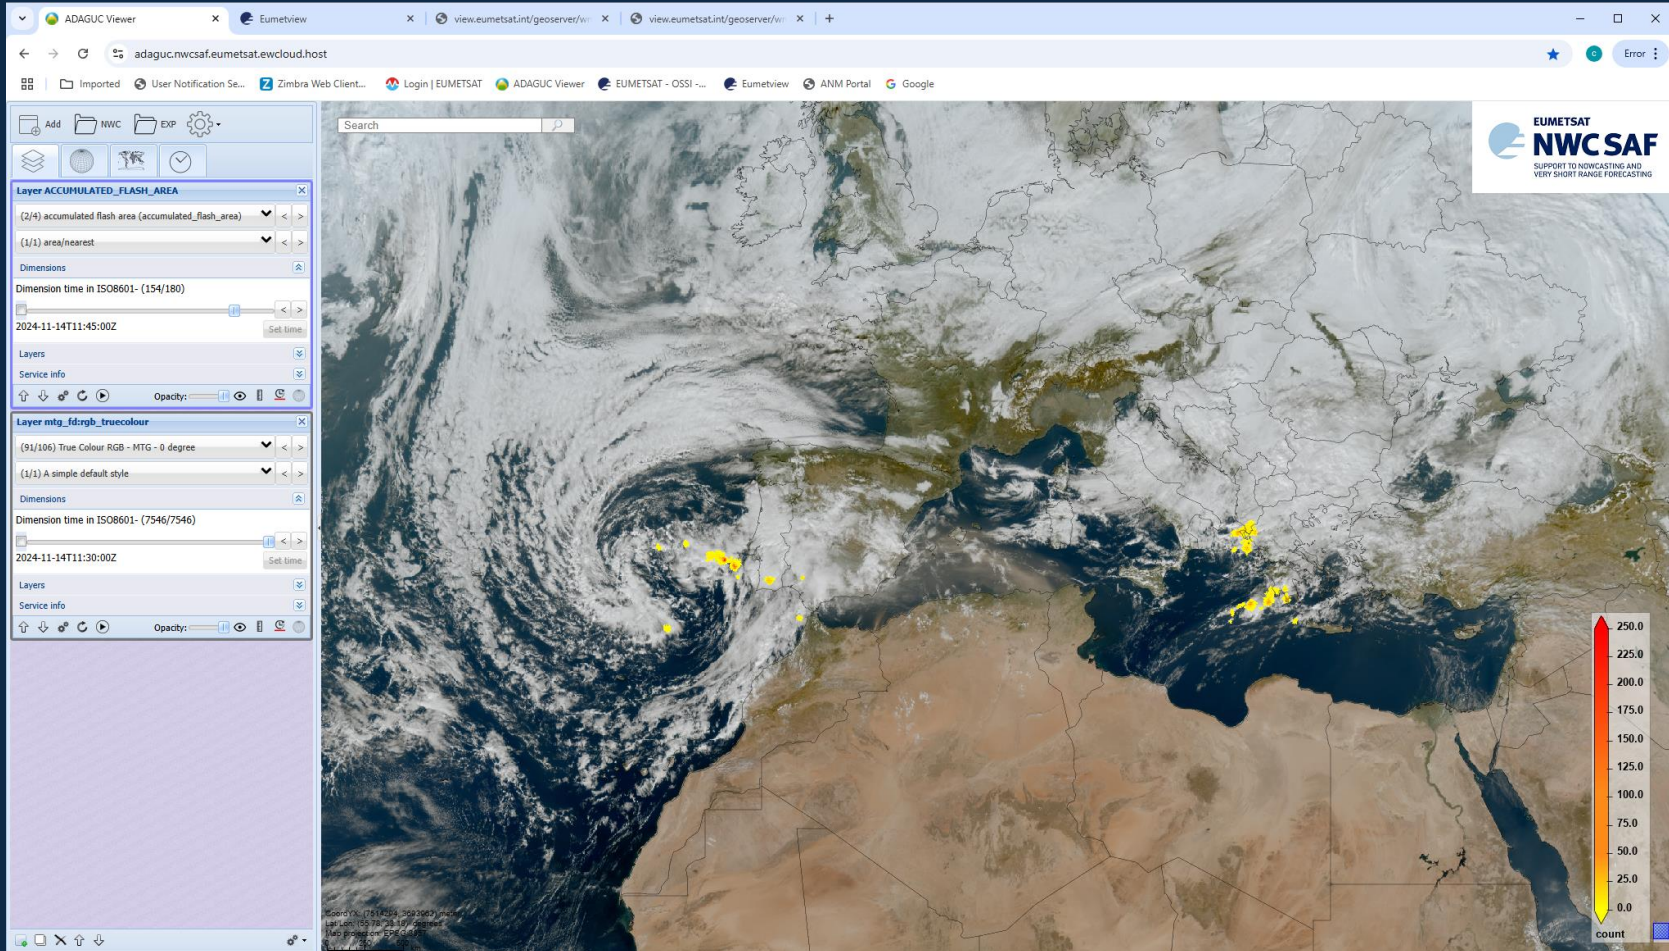 ADAGUC Viewer
Eumetview
view.eumetsat.int/geoserver/w
view.eumetsat.int/geoserver/w
adaguc.nwcsaf.eumetsat.ewcloud.host
Error
Imported
User Notification Se...
Zimbra Web Client...
Login | EUMETSAT
ADAGUC Viewer
EUMETSAT - OSSI -...
Eumetview
ANM Portal
Google
Add
NWC
EXP
Search
EUMETSAT
NWC SAF
SUPPORT TO NOWCASTING AND
VERY SHORT RANGE FORECASTING
Layer ACCUMULATED_FLASH_AREA
(2/4) accumulated flash area (accumulated_flash_area)
< >
(1/1) area/nearest
< >
Dimensions
Dimension time in ISO8601- (154/180)
< >
2024-11-14T11:45:00Z
Set time
Layers
Service info
Opacity:
Layer mtg_fd:rgb_truecolour
(91/106) True Colour RGB - MTG - 0 degree
< >
(1/1) A simple default style
< >
Dimensions
Dimension time in ISO8601- (7546/7546)
< >
2024-11-14T11:30:00Z
Set time
Layers
Service info
Opacity:
250.0
225.0
200.0
175.0
150.0
125.0
100.0
75.0
50.0
25.0
0.0
count